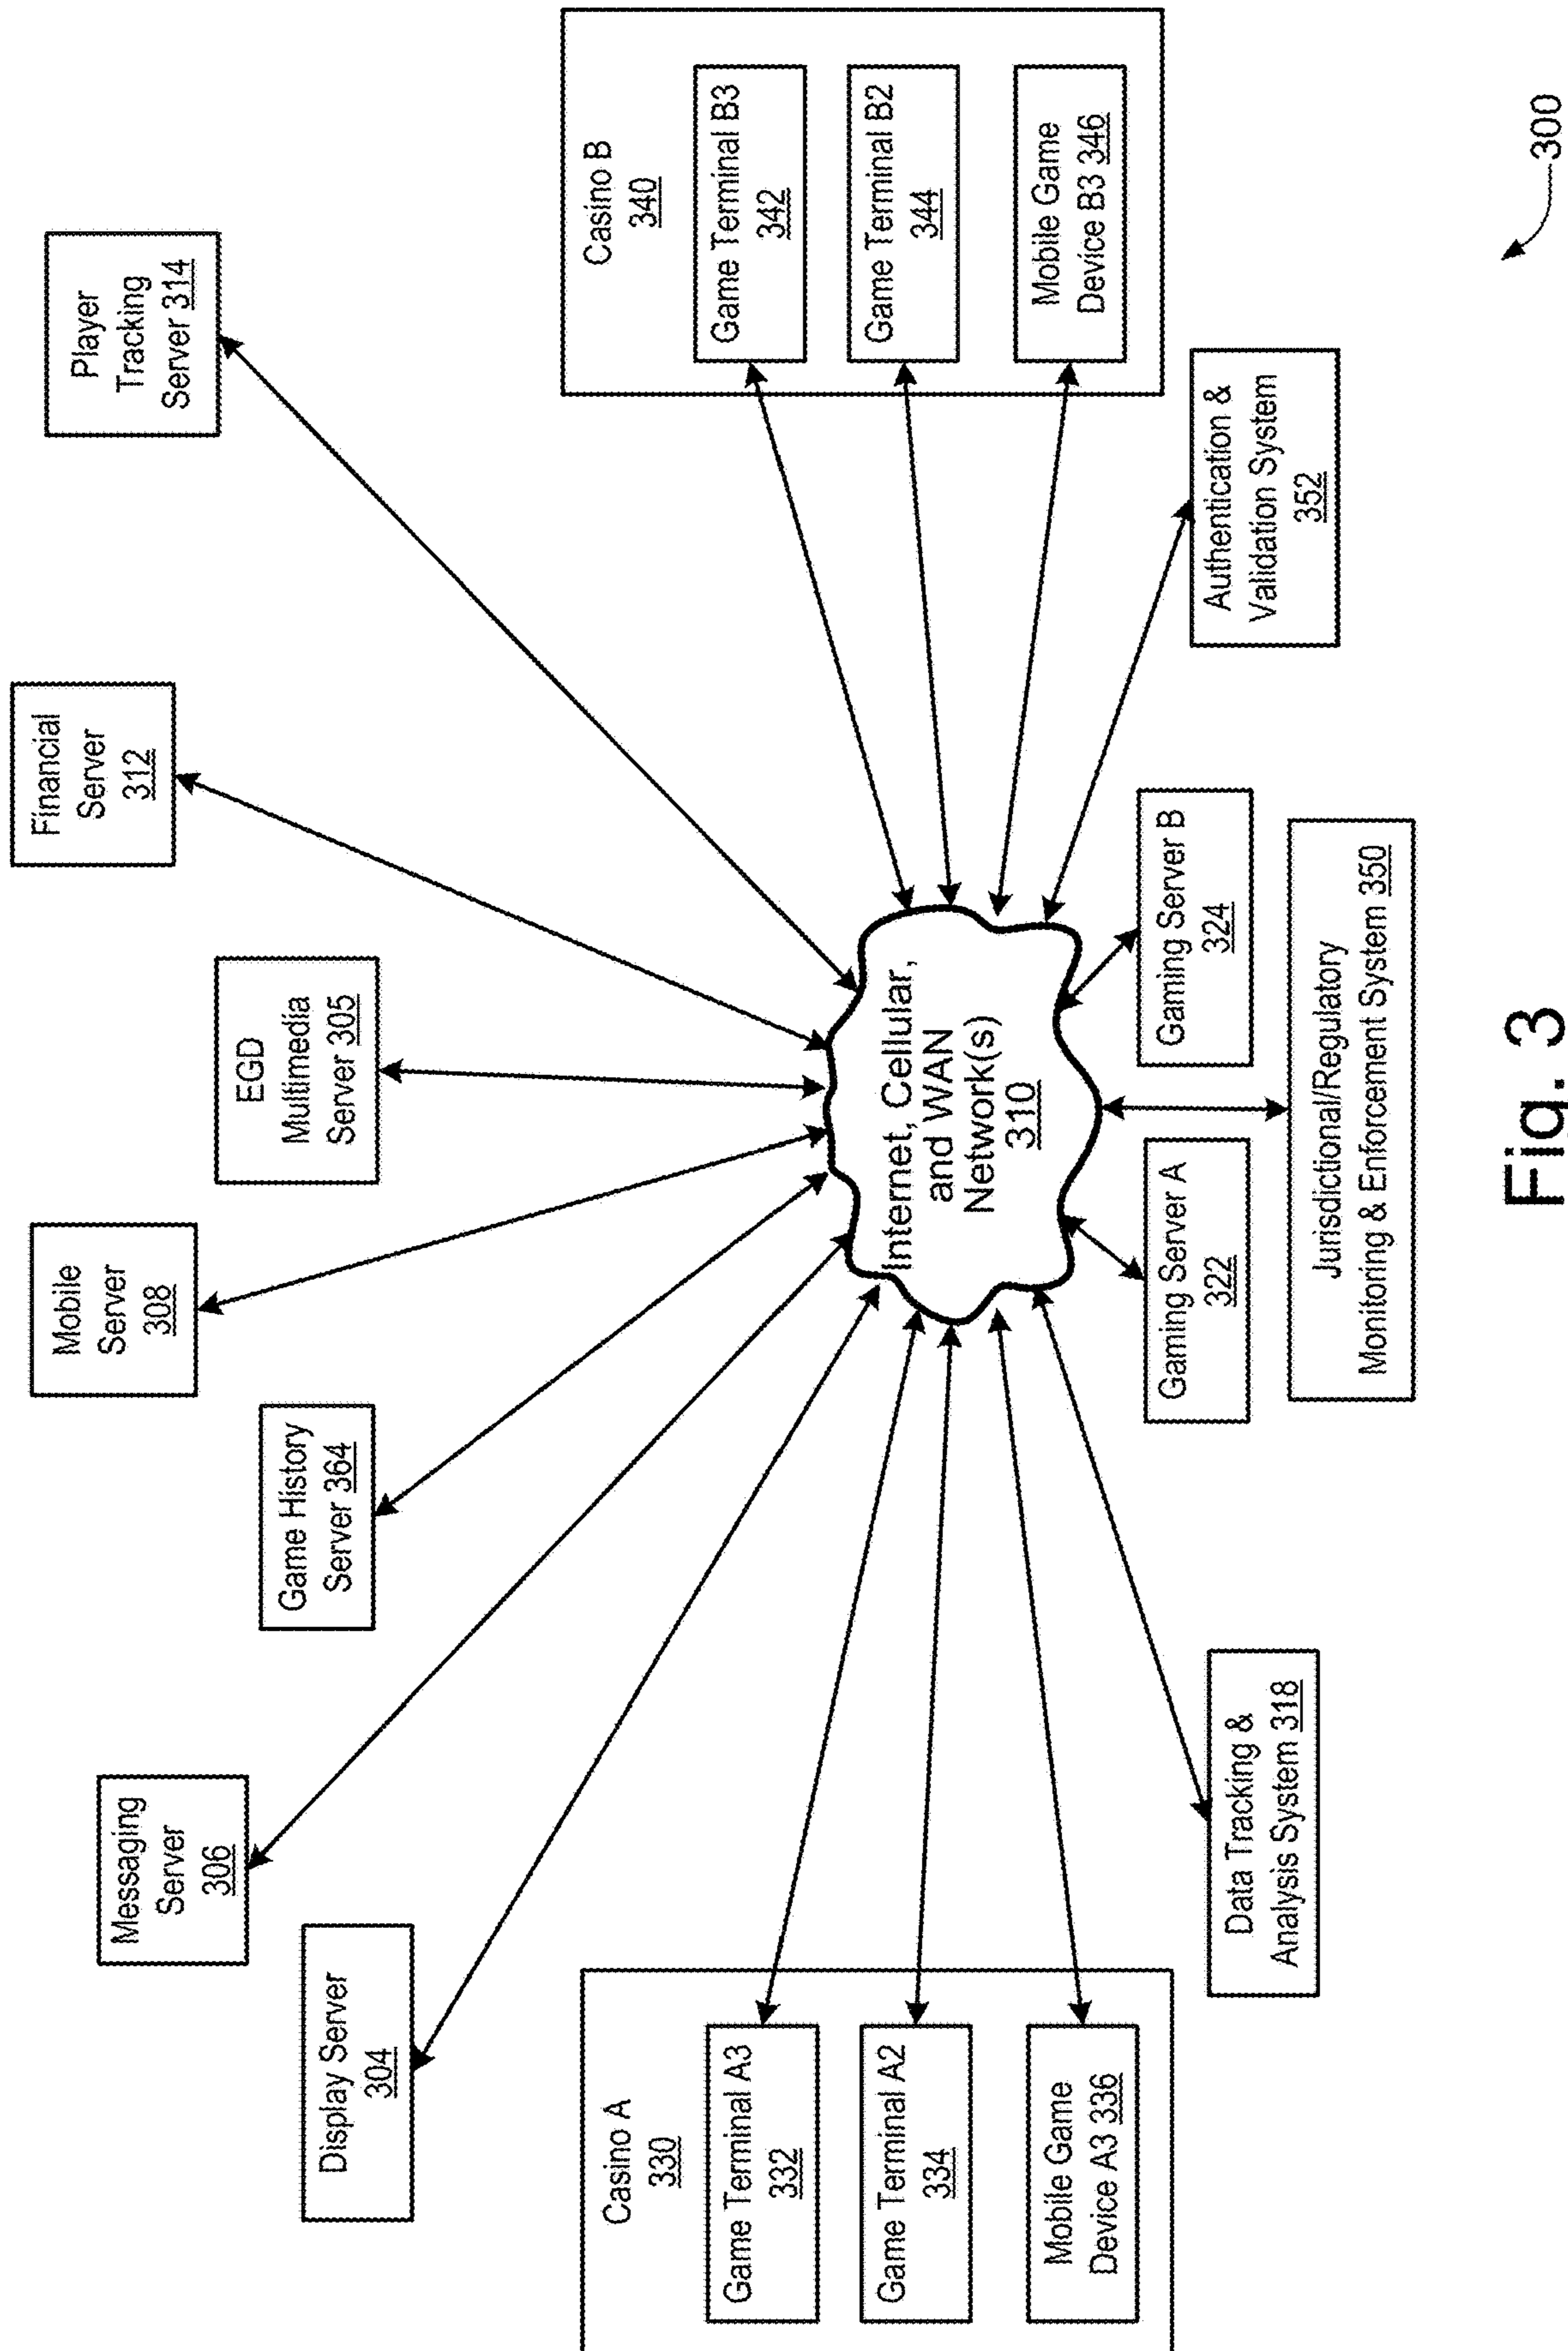 Messaging
Server
306
Mobile
Server
308
Financial
Server
312
Player
Tracking
Server 314
Display Server
304
Game History
Server 364
EGD
Multimedia
Server 305
Casino A
330
Game Terminal A3
332
Game Terminal A2
334
Mobile Game
Device A3 336
Internet, Cellular,
and WAN
Network(s)
310
Casino B
340
Game Terminal B3
342
Game Terminal B2
344
Mobile Game
Device B3 346
Data Tracking &
Analysis System 318
Gaming Server A
322
Gaming Server B
324
Authentication &
Validation System
352
Jurisdictional/Regulatory
Monitoring & Enforcement System 350
Fig. 3
300